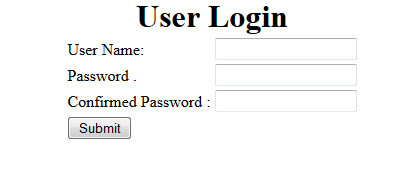 User Login
User Name:
Password .
Confirmed Password :
Submit